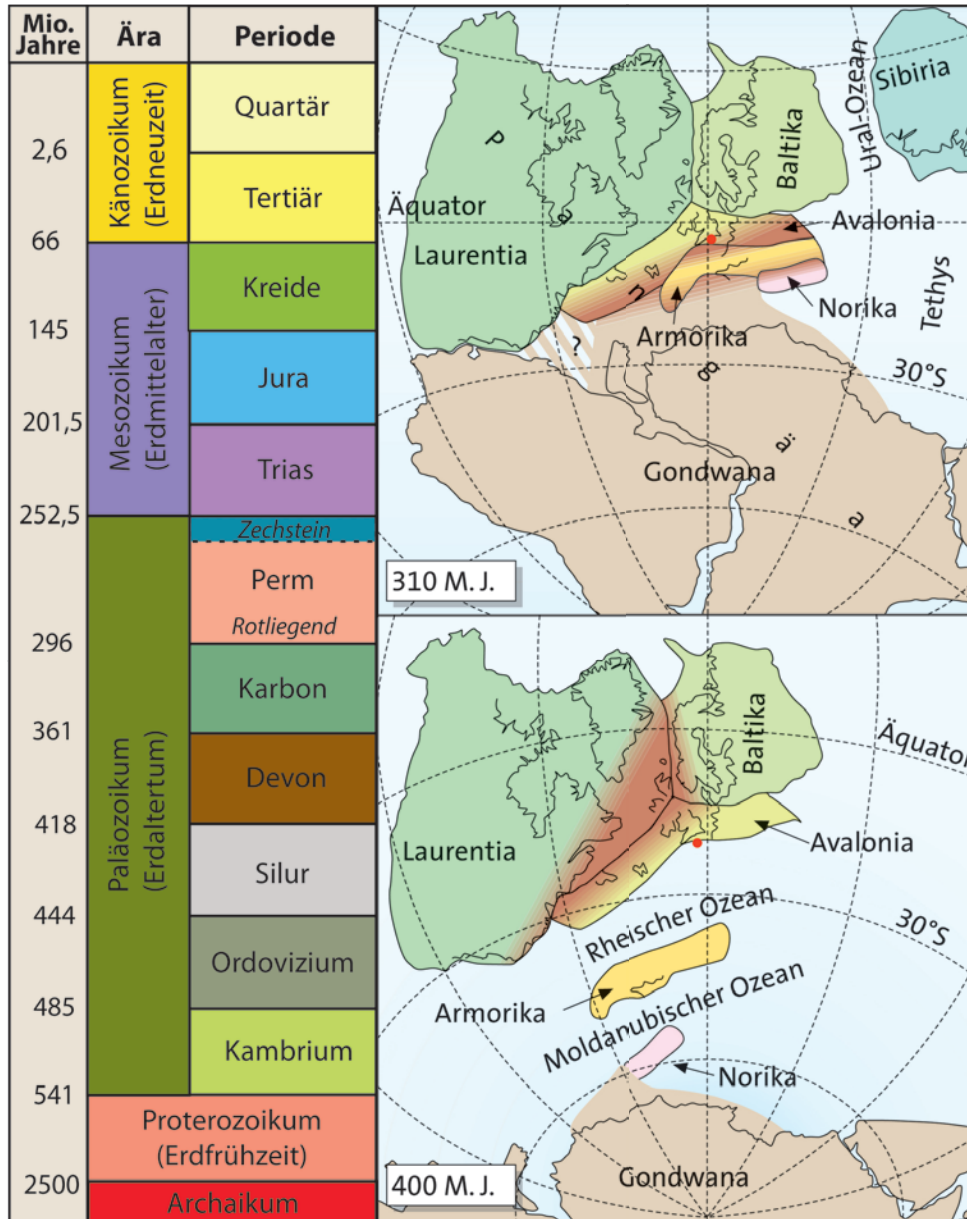 Mio.
Jahre
Ära
Periode
Känozoikum
(Erdneuzeit)
Quartär
2,6
Tertiär
66
Mesozoikum
(Erdmittelalter)
Kreide
145
Jura
201,5
Trias
252,5
Paläozoikum
(Erdaltertum)
Zechstein
Perm
Rotliegend
296
Karbon
361
Devon
418
Silur
444
Ordovizium
485
Kambrium
541
Proterozoikum
(Erdfrühzeit)
2500
Archaikum
Sibiria
Ural-Ozean
Baltika
Äquator
Avalonia
Laurentia
Norika
Tethys
Armorika
?
30°S
Gondwana
Pangäa
310 M. J.
Baltika
Äquator
Laurentia
Avalonia
Rheischer Ozean
30°S
Armorika
Moldanubischer Ozean
Norika
Gondwana
400 M. J.